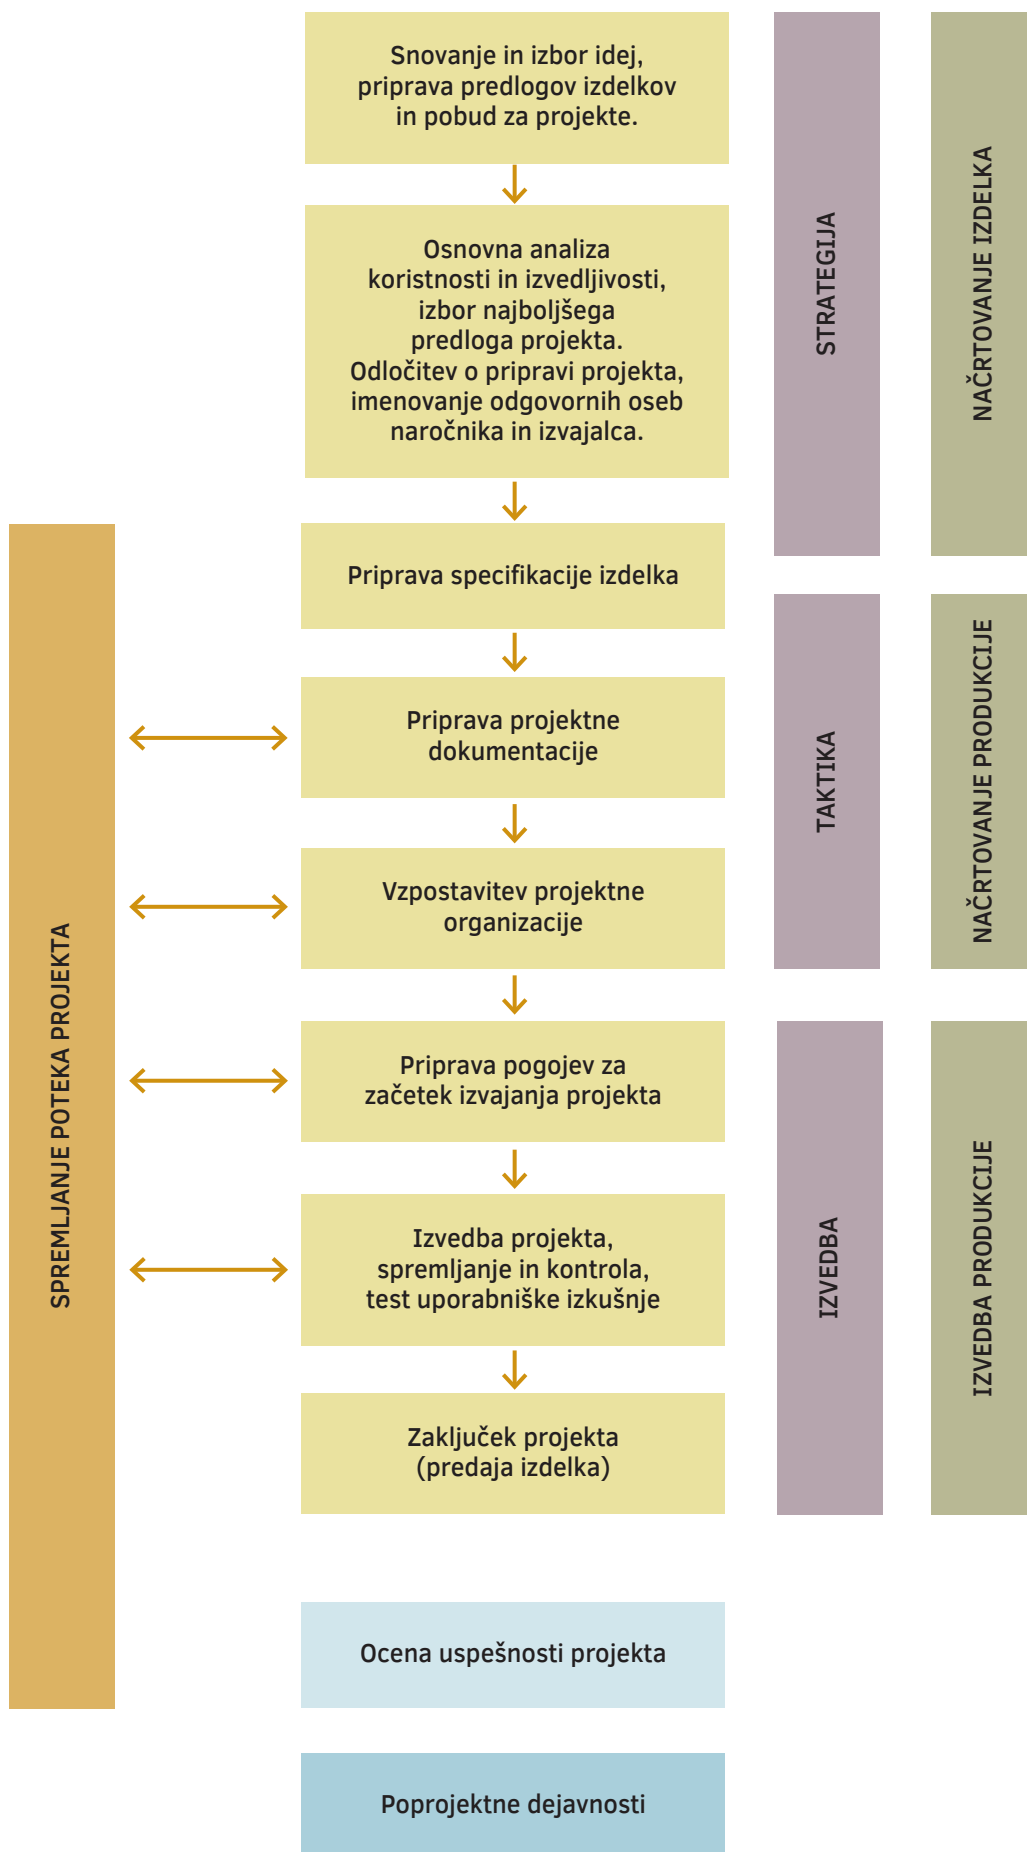 Snovanje in izbor idej,
priprava predlogov izdelkov
in pobud za projekte.
Osnovna analiza
koristnosti in izvedljivosti,
izbor najboljšega
predloga projekta.
Odločitev o pripravi projekta,
imenovanje odgovornih oseb
naročnika in izvajalca.
Priprava specifikacije izdelka
Priprava projektne
dokumentacije
Vzpostavitev projektne
organizacije
Priprava pogojev za
začetek izvajanja projekta
Izvedba projekta,
spremljanje in kontrola,
test uporabniške izkušnje
Zaključek projekta
(predaja izdelka)
Ocena uspešnosti projekta
Poprojektne dejavnosti
SPREMLJANJE POTEKA PROJEKTA
STRATEGIJA
TAKTIKA
IZVEDBA
NAČRTOVANJE IZDELKA
NAČRTOVANJE PRODUKCIJE
IZVEDBA PRODUKCIJE